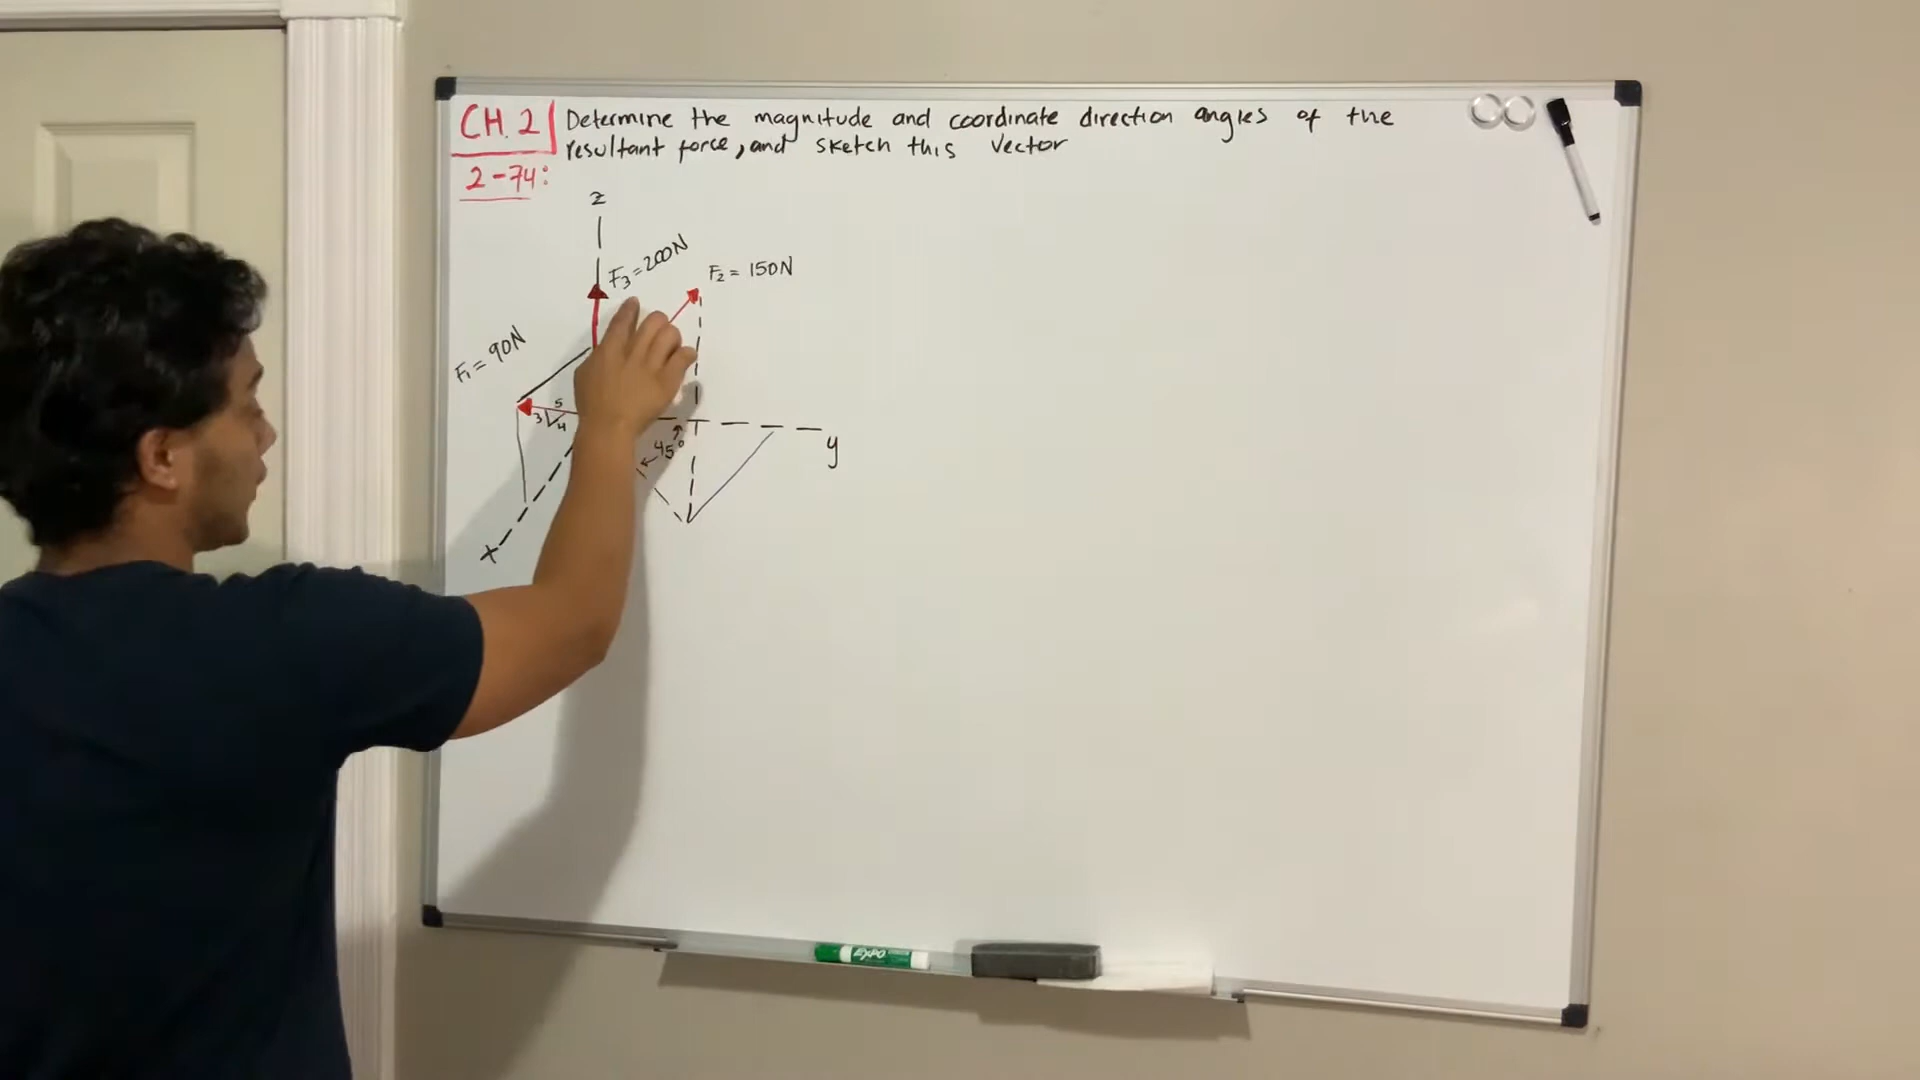 CH. 2
Determine the magnitude and coordinate direction angles of the
resultant force, and sketch this vector
2-74:
z
F3 = 200N
F2 = 150N
F1 = 90N
5
3
4
45°
y
x
EXPO